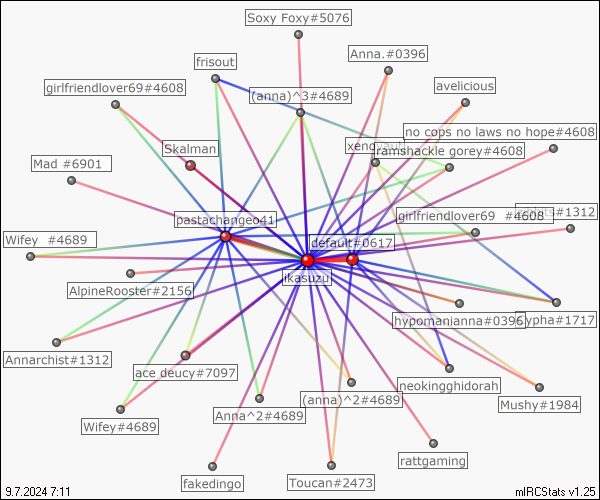 Soxy Foxy#5076
Anna.#0396
frisout
avelicious
girlfriendlover69#4608
(anna)^3#4689
no cops no laws no hope#4608
Skalman
ramshackle gorey#4608
Mad #6901
pastachangeo41
girlfriendlover69 #4608
#1312
Wifey #4689
default#0617
ikasuzu
AlpineRooster#2156
hypomanianna#0396
#1717
Annarchist#1312
ace deucy#7097
neokingghidorah
(anna)^2#4689
Mushy#1984
Anna^2#4689
Wifey#4689
rattgaming
fakedingo
Toucan#2473
9.7.2024 7:11
mIRCStats v1.25